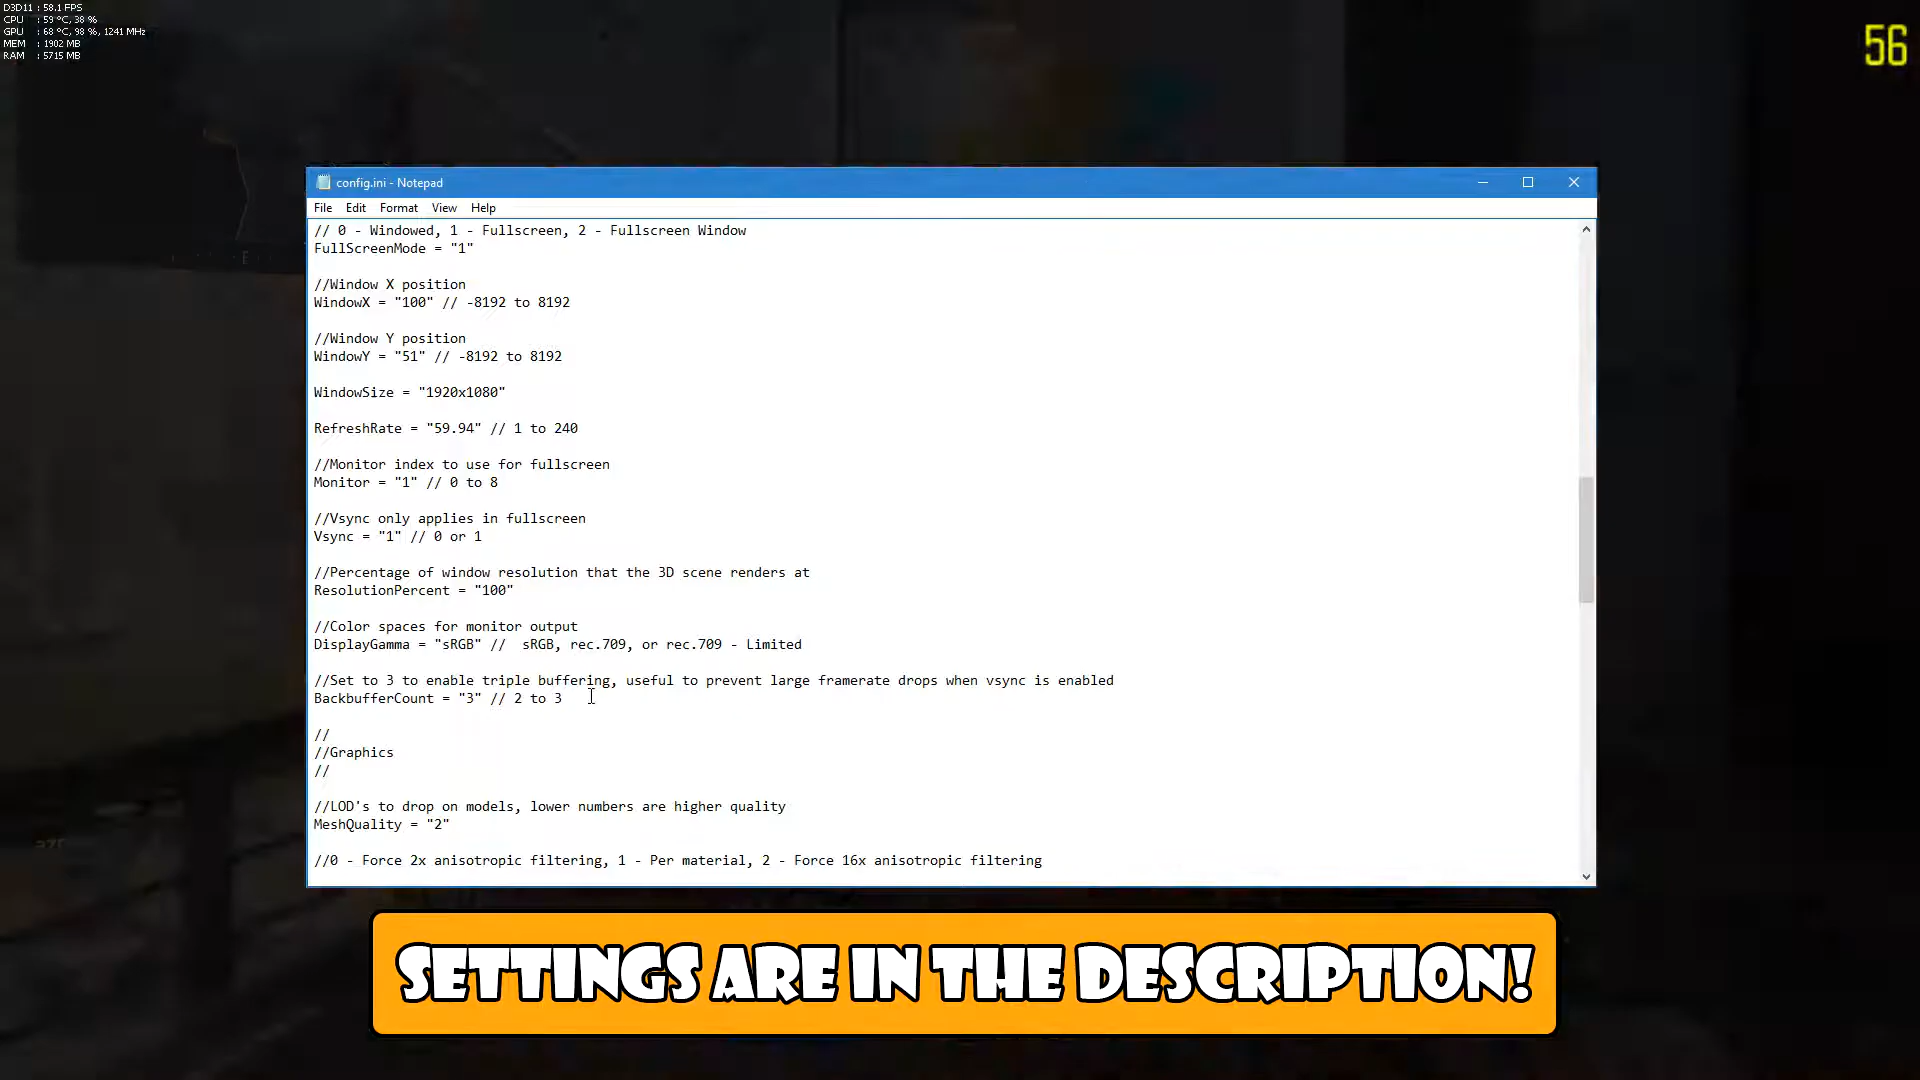 D3D11 : 58.1 FPS
CPU : 59 °C, 38 %
GPU : 68 °C, 98 %, 1241 MHz
MEM : 1902 MB
RAM : 5715 MB
56
config.ini - Notepad
File Edit Format View Help
// 0 - Windowed, 1 - Fullscreen, 2 - Fullscreen Window
FullScreenMode = "1"
//Window X position
WindowX = "100" // -8192 to 8192
//Window Y position
WindowY = "51" // -8192 to 8192
WindowSize = "1920x1080"
RefreshRate = "59.94" // 1 to 240
//Monitor index to use for fullscreen
Monitor = "1" // 0 to 8
//Vsync only applies in fullscreen
Vsync = "1" // 0 or 1
//Percentage of window resolution that the 3D scene renders at
ResolutionPercent = "100"
//Color spaces for monitor output
DisplayGamma = "sRGB" //  sRGB, rec.709, or rec.709 - Limited
//Set to 3 to enable triple buffering, useful to prevent large framerate drops when vsync is enabled
BackbufferCount = "3" // 2 to 3
//
//Graphics
//
//LOD's to drop on models, lower numbers are higher quality
MeshQuality = "2"
//0 - Force 2x anisotropic filtering, 1 - Per material, 2 - Force 16x anisotropic filtering
SETTINGS ARE IN THE DESCRIPTION!